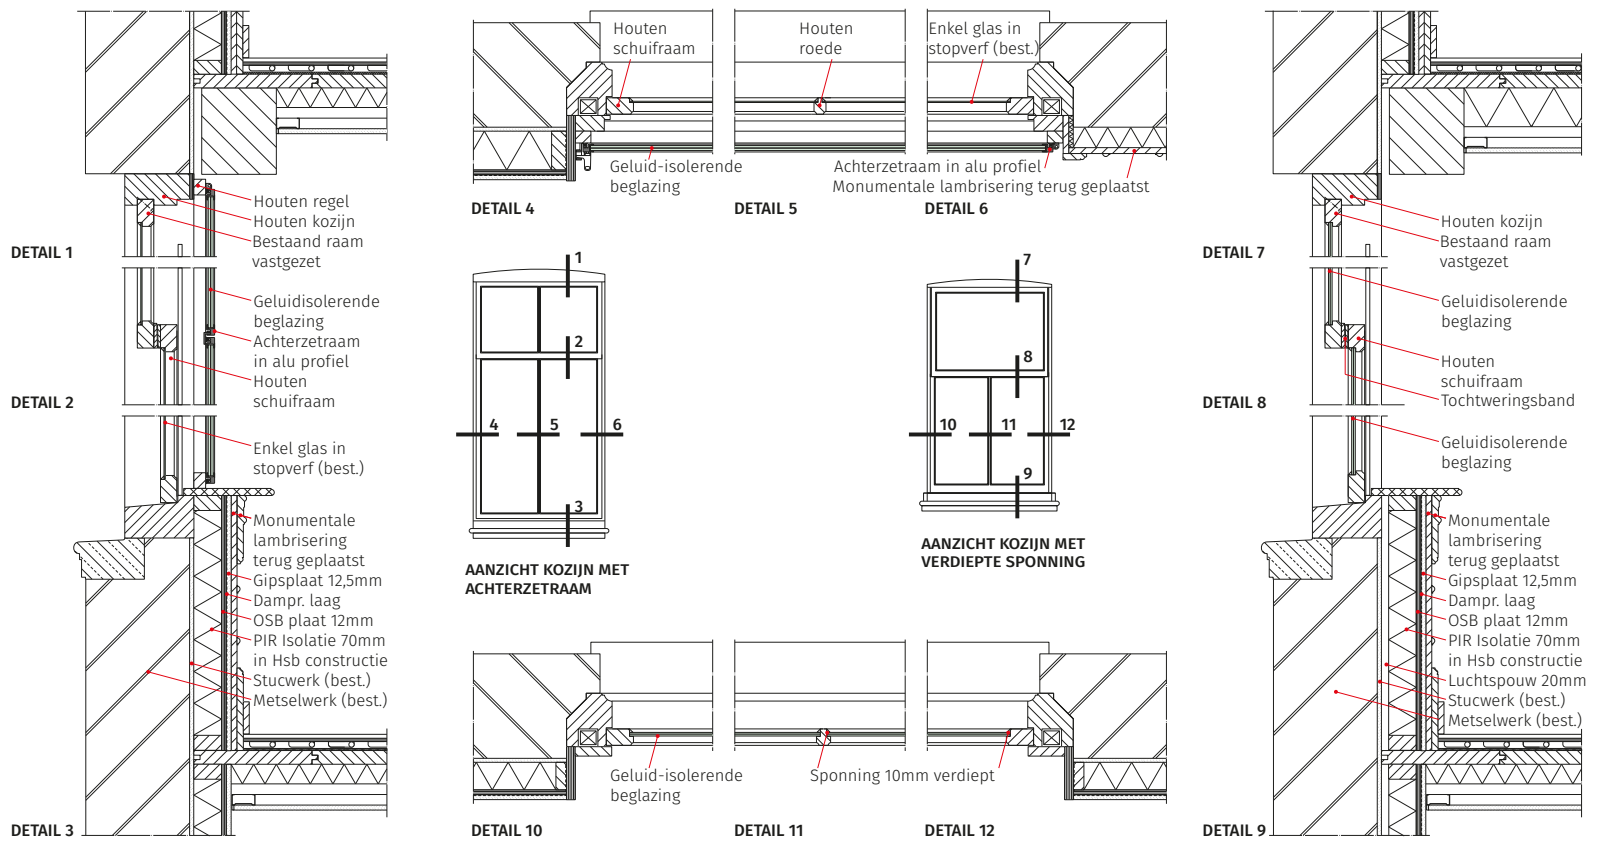 Houten regel
Houten kozijn
Bestaand raam
vastgezet
DETAIL 1
Geluidisolerende
beglazing
Achterzetraam
in alu profiel
Houten
schuifraam
DETAIL 2
Enkel glas in
stopverf (best.)
Monumentale
lambrisering
terug geplaatst
Gipsplaat 12,5mm
Dampr. laag
OSB plaat 12mm
PIR Isolatie 70mm
in Hsb constructie
Stucwerk (best.)
Metselwerk (best.)
DETAIL 3
Houten
schuifraam
Houten
roede
Enkel glas in
stopverf (best.)
Geluid-isolerende
beglazing
Achterzetraam in alu profiel
Monumentale lambrisering terug geplaatst
DETAIL 4
DETAIL 5
DETAIL 6
1
2
4
5
6
3
AANZICHT KOZIJN MET
ACHTERZETRAAM
7
8
10
11
12
9
AANZICHT KOZIJN MET
VERDIEPTE SPONNING
Geluid-isolerende
beglazing
Sponning 10mm verdiept
DETAIL 10
DETAIL 11
DETAIL 12
Houten kozijn
Bestaand raam
vastgezet
DETAIL 7
Geluidisolerende
beglazing
Houten
schuifraam
Tochtweringsband
DETAIL 8
Geluidisolerende
beglazing
Monumentale
lambrisering
terug geplaatst
Gipsplaat 12,5mm
Dampr. laag
OSB plaat 12mm
PIR Isolatie 70mm
in Hsb constructie
Luchtspouw 20mm
Stucwerk (best.)
Metselwerk (best.)
DETAIL 9